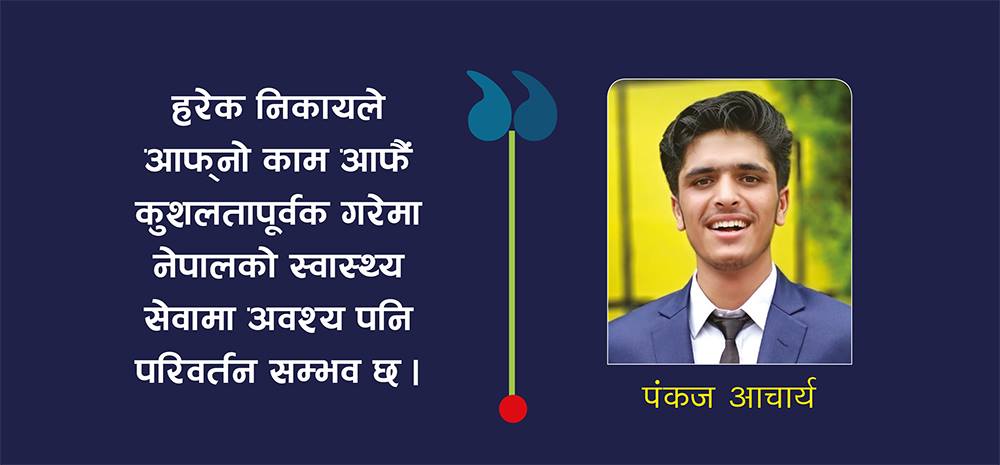 हरेक निकायले
आफ्‌नो काम आफैं
कुशलतापूर्वक गरेमा
नेपालको स्वास्थ्य
सेवामा अवश्य पनि
परिवर्तन सम्भव छ ।
पंकज आचार्य